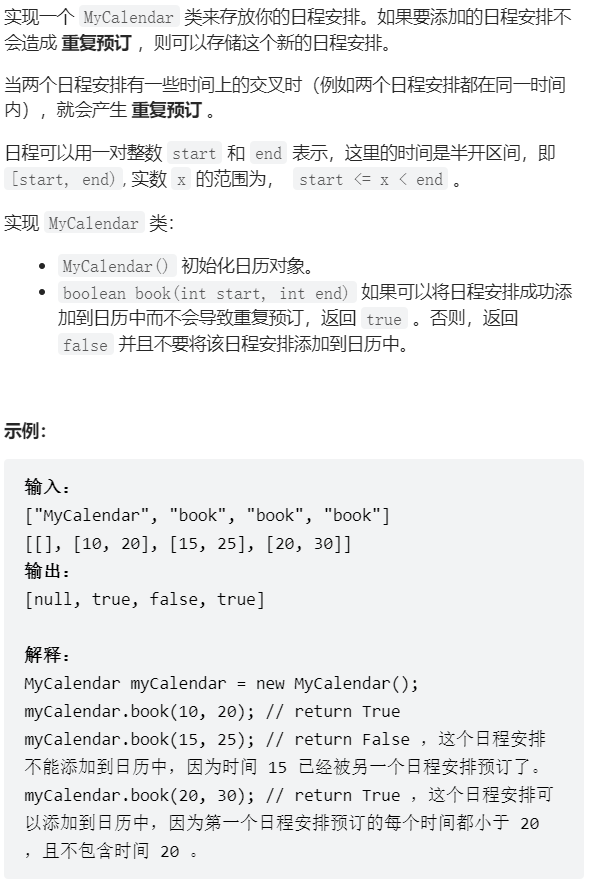 实现一个 MyCalendar 类来存放你的日程安排。如果要添加的日程安排不
会造成 重复预订 ，则可以存储这个新的日程安排。
当两个日程安排有一些时间上的交叉时（例如两个日程安排都在同一时间
内），就会产生 重复预订 。
日程可以用一对整数 start 和 end 表示，这里的时间是半开区间，即
[start, end), 实数 x 的范围为， start <= x < end 。
实现 MyCalendar 类：
• MyCalendar() 初始化日历对象。
• boolean book(int start, int end) 如果可以将日程安排成功添
加到日历中而不会导致重复预订，返回 true 。否则，返回
false 并且不要将该日程安排添加到日历中。
示例：
输入：
["MyCalendar", "book", "book", "book"]
[[], [10, 20], [15, 25], [20, 30]]
输出：
[null, true, false, true]
解释：
MyCalendar myCalendar = new MyCalendar();
myCalendar.book(10, 20); // return True
myCalendar.book(15, 25); // return False ，这个日程安排
不能添加到日历中，因为时间 15 已经被另一个日程安排预订了。
myCalendar.book(20, 30); // return True ，这个日程安排可
以添加到日历中，因为第一个日程安排预订的每个时间都小于 20
，且不包含时间 20 。